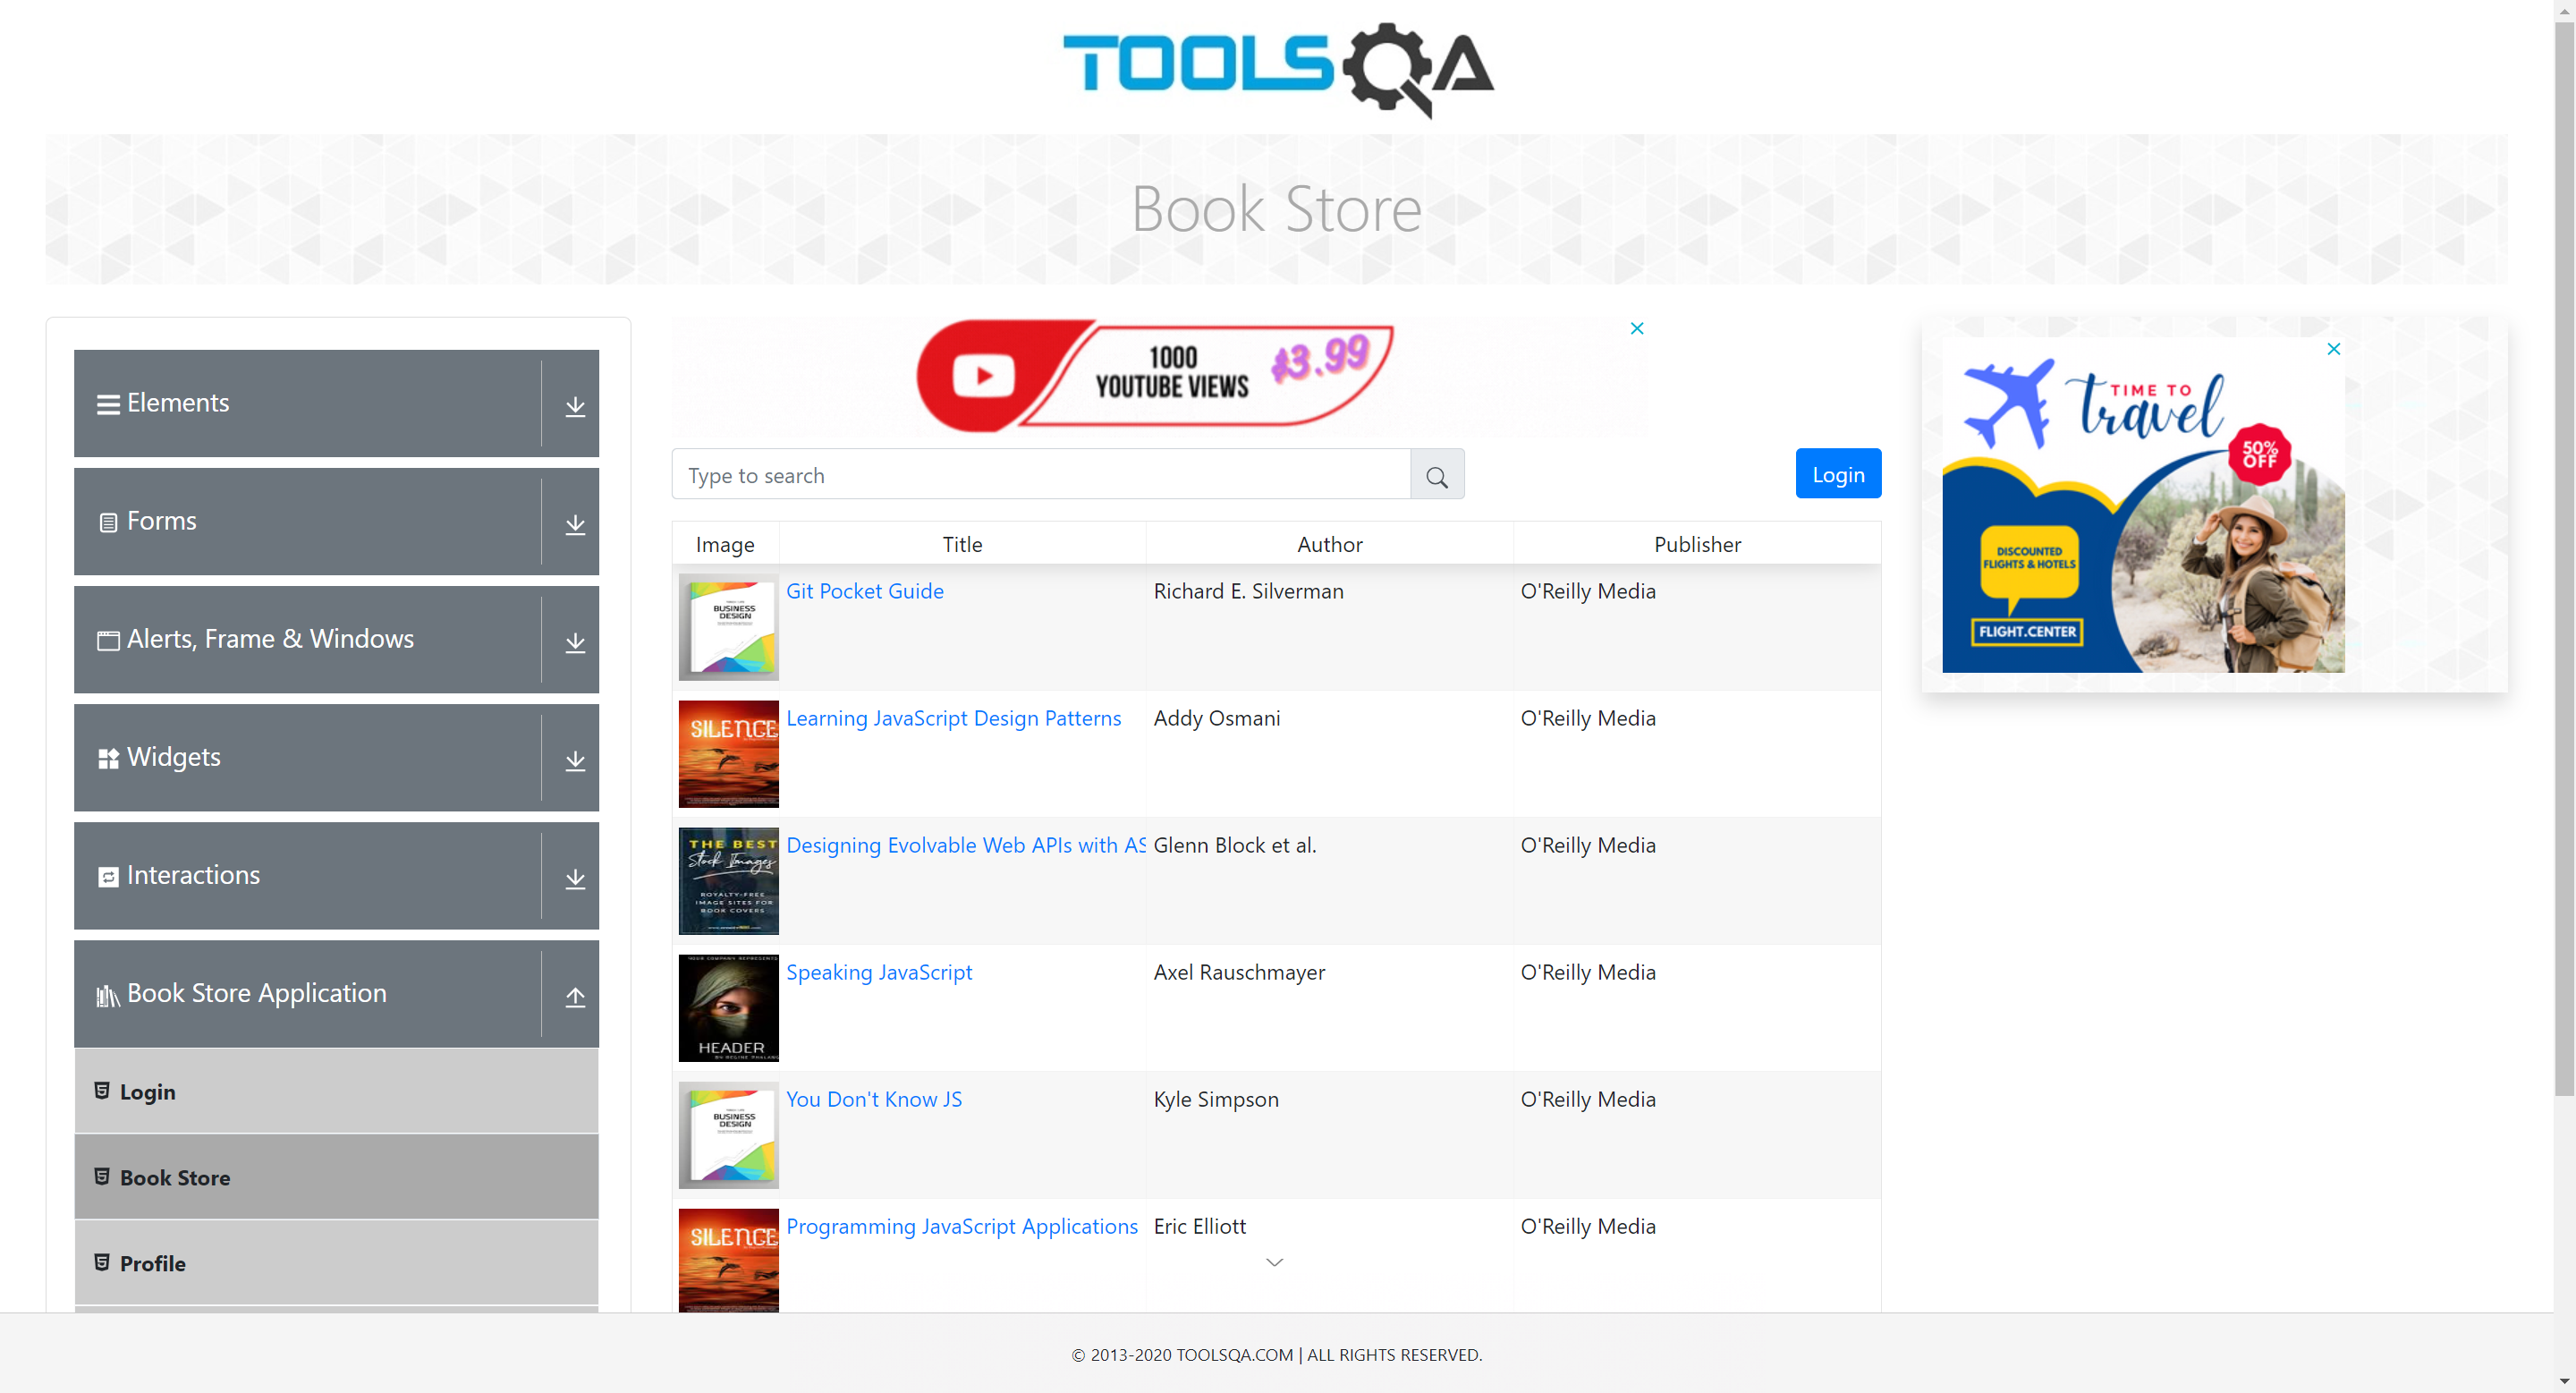 TOOLSQA
Book Store
Elements
Forms
Alerts, Frame & Windows
Widgets
Interactions
Book Store Application
Login
Book Store
Profile
1000
YOUTUBE VIEWS
$3.99
Type to search
Login
Image Title Author Publisher
BUSINESS
DESIGN
Git Pocket Guide Richard E. Silverman O'Reilly Media
SILENCE
Learning JavaScript Design Patterns Addy Osmani O'Reilly Media
THE BEST
Stock Images
ROYALTY-FREE
IMAGE SITES FOR
BOOK COVERS
Designing Evolvable Web APIs with AS Glenn Block et al. O'Reilly Media
YOUR COMPANY REPRESENTS
HEADER
Speaking JavaScript Axel Rauschmayer O'Reilly Media
BUSINESS
DESIGN
You Don't Know JS Kyle Simpson O'Reilly Media
SILENCE
Programming JavaScript Applications Eric Elliott O'Reilly Media
TIME TO
travel
50%
OFF
DISCOUNTED
FLIGHTS & HOTELS
FLIGHT.CENTER
© 2013-2020 TOOLSQA.COM | ALL RIGHTS RESERVED.